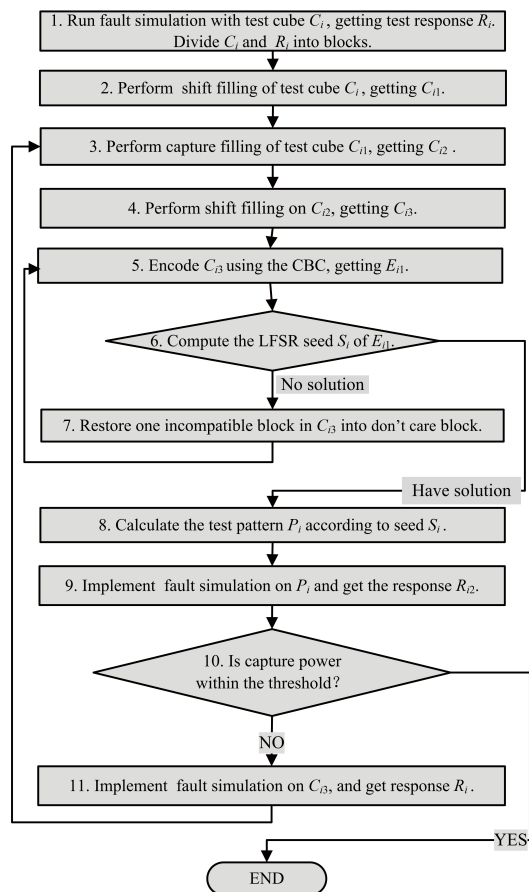 1. Run fault simulation with test cube Ci , getting test response Ri.
Divide Ci and Ri into blocks.
2. Perform shift filling of test cube Ci , getting Ci1.
3. Perform capture filling of test cube Ci1, getting Ci2 .
4. Perform shift filling on Ci2, getting Ci3.
5. Encode Ci3 using the CBC, getting Ei1.
6. Compute the LFSR seed Si of Ei1.
No solution
7. Restore one incompatible block in Ci3 into don’t care block.
Have solution
8. Calculate the test pattern Pi according to seed Si .
9. Implement fault simulation on Pi and get the response Ri2.
10. Is capture power
within the threshold?
NO
11. Implement fault simulation on Ci3, and get response Ri .
YES
END